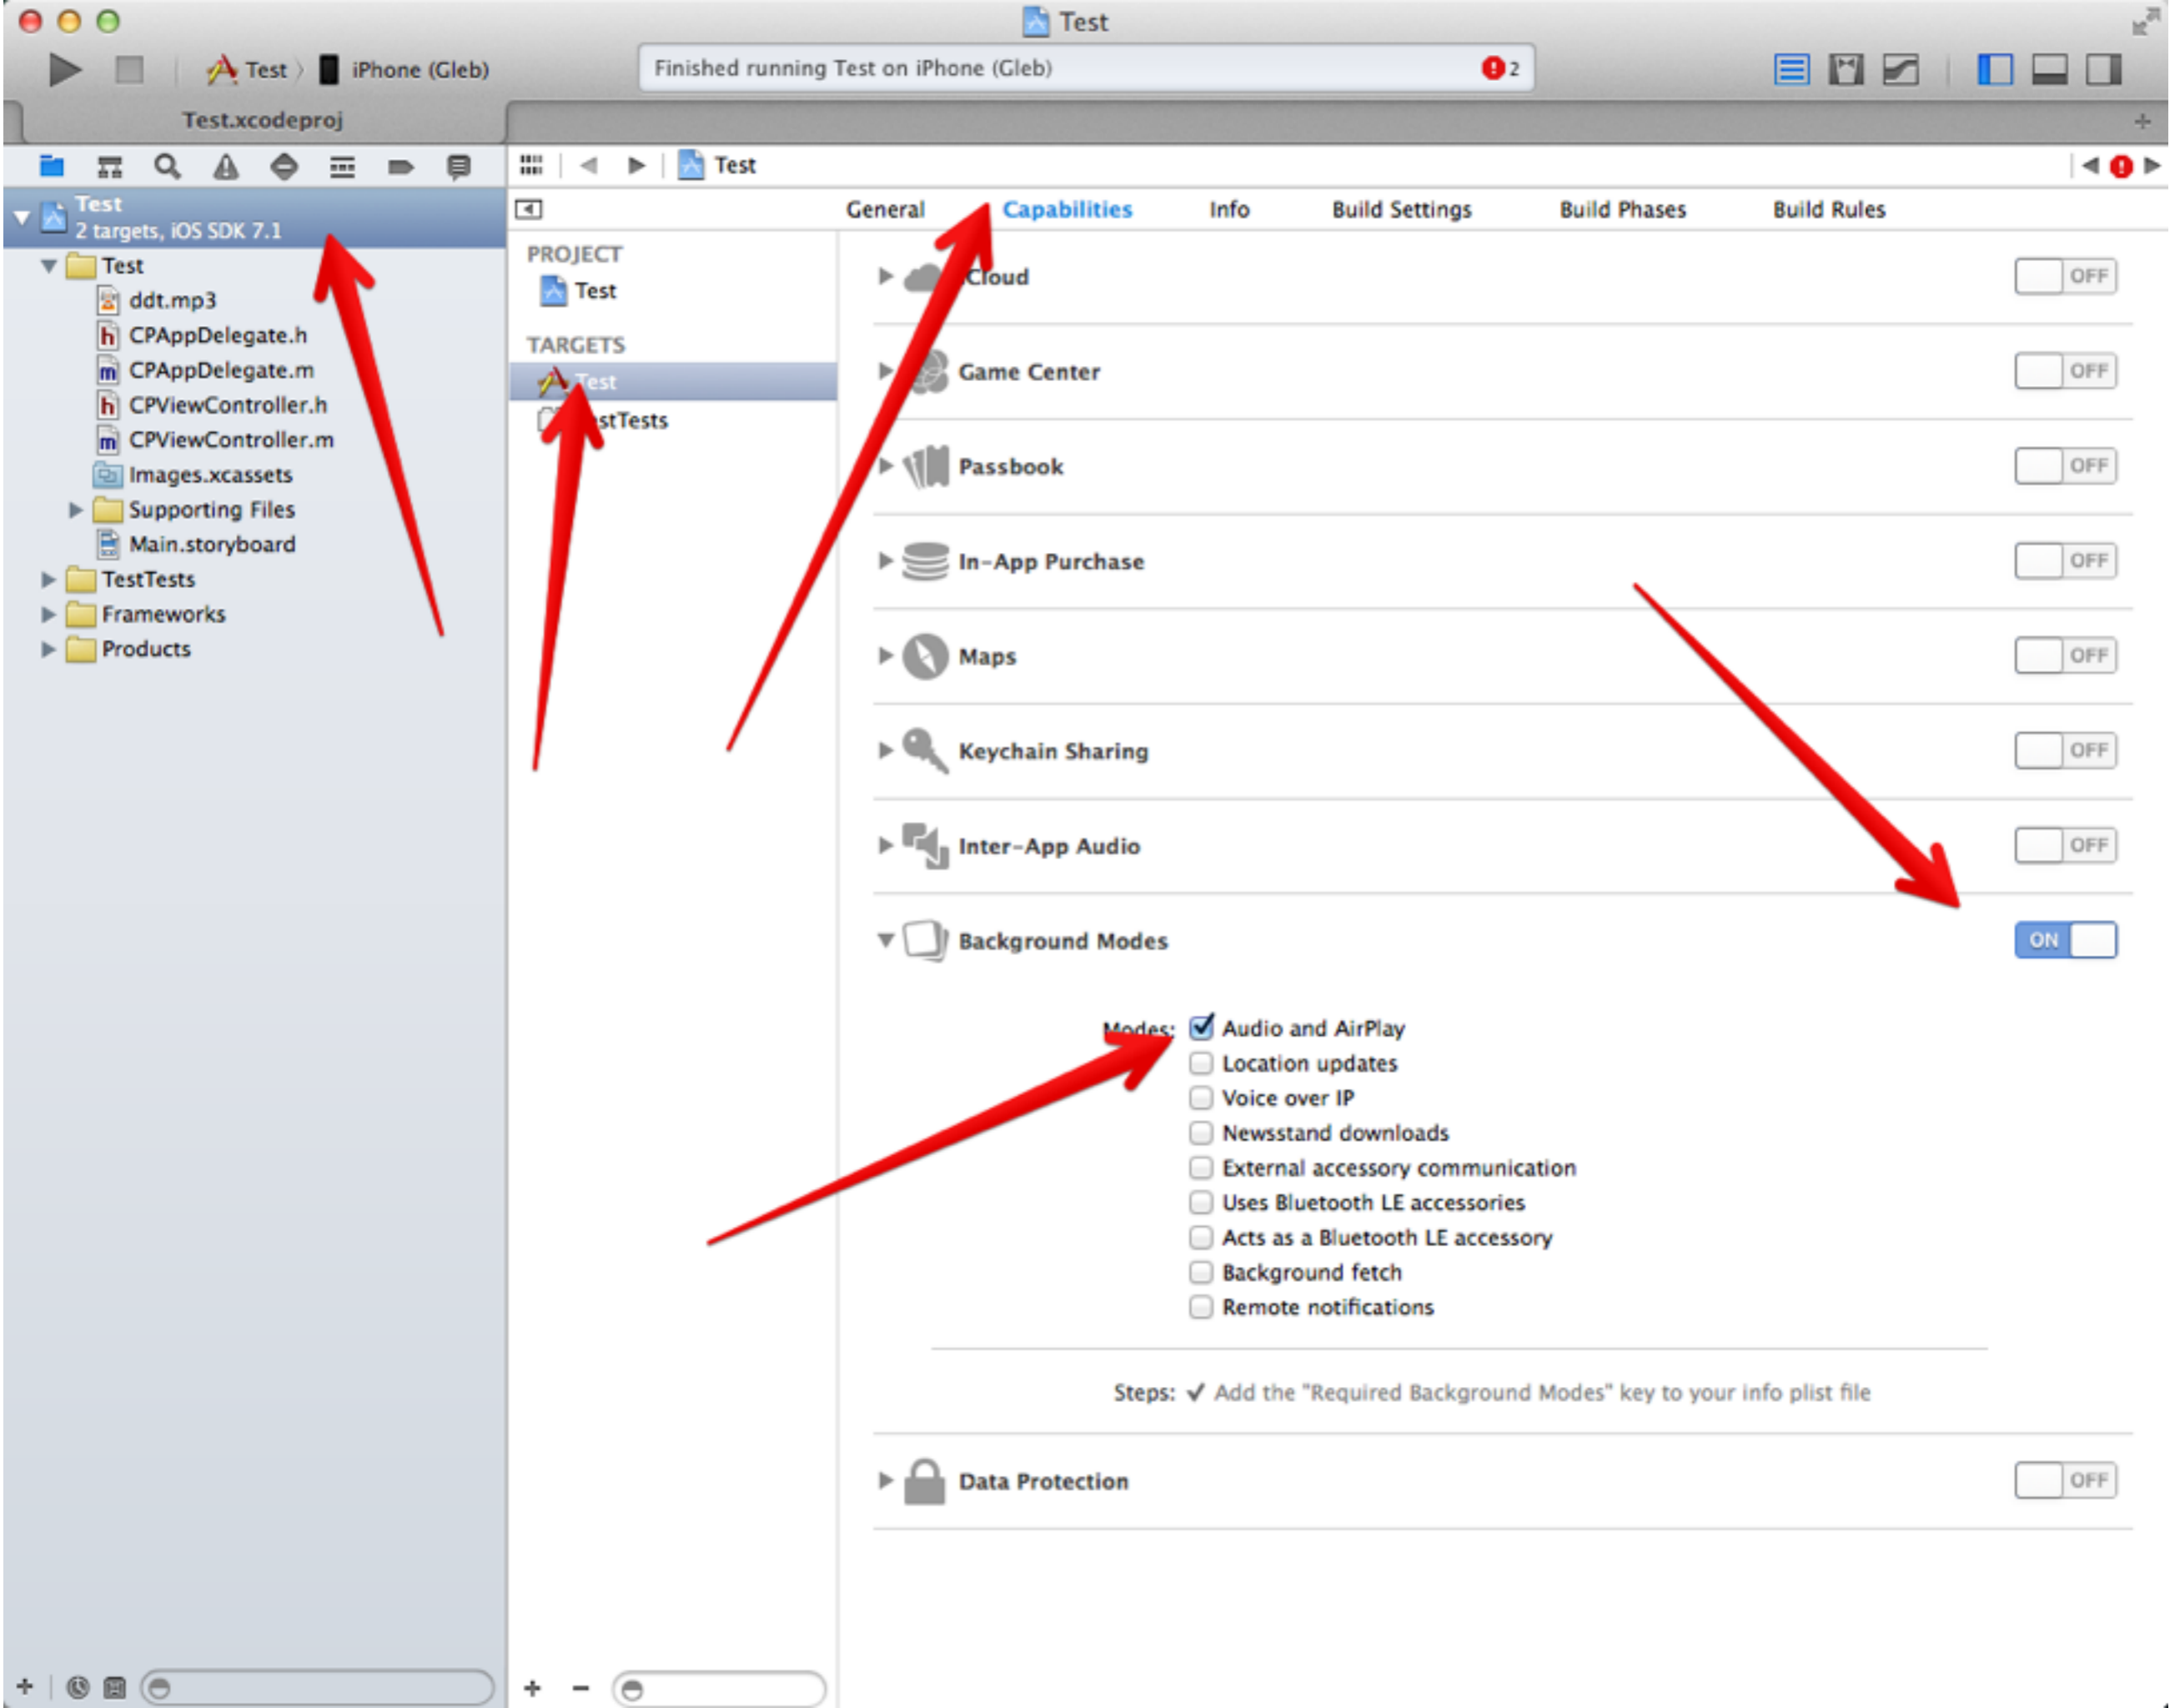 Test
Test
iPhone (Gleb)
Finished running Test on iPhone (Gleb)
2
Test.xcodeproj
Test
Test
2 targets, iOS SDK 7.1
Test
ddt.mp3
CPAppDelegate.h
CPAppDelegate.m
CPViewController.h
CPViewController.m
Images.xcassets
Supporting Files
Main.storyboard
TestTests
Frameworks
Products
PROJECT
Test
TARGETS
Test
stTests
General Capabilities Info Build Settings Build Phases Build Rules
Cloud OFF
Game Center OFF
Passbook OFF
In-App Purchase OFF
Maps OFF
Keychain Sharing OFF
Inter-App Audio OFF
Background Modes ON
Modes: Audio and AirPlay
Location updates
Voice over IP
Newsstand downloads
External accessory communication
Uses Bluetooth LE accessories
Acts as a Bluetooth LE accessory
Background fetch
Remote notifications
Steps: ✓ Add the "Required Background Modes" key to your info plist file
Data Protection OFF